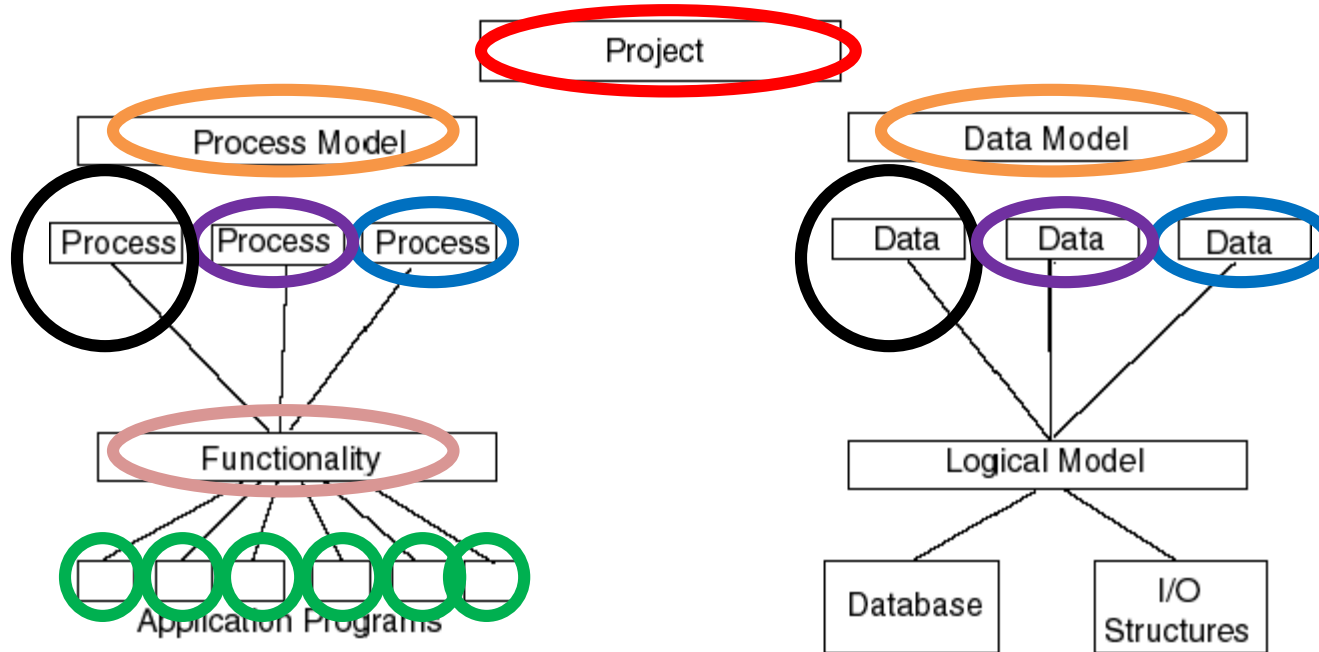 Project
Process Model
Data Model
Process
Process
Process
Data
Data
Data
Functionality
Logical Model
Application Programs
Database
I/O
Structures